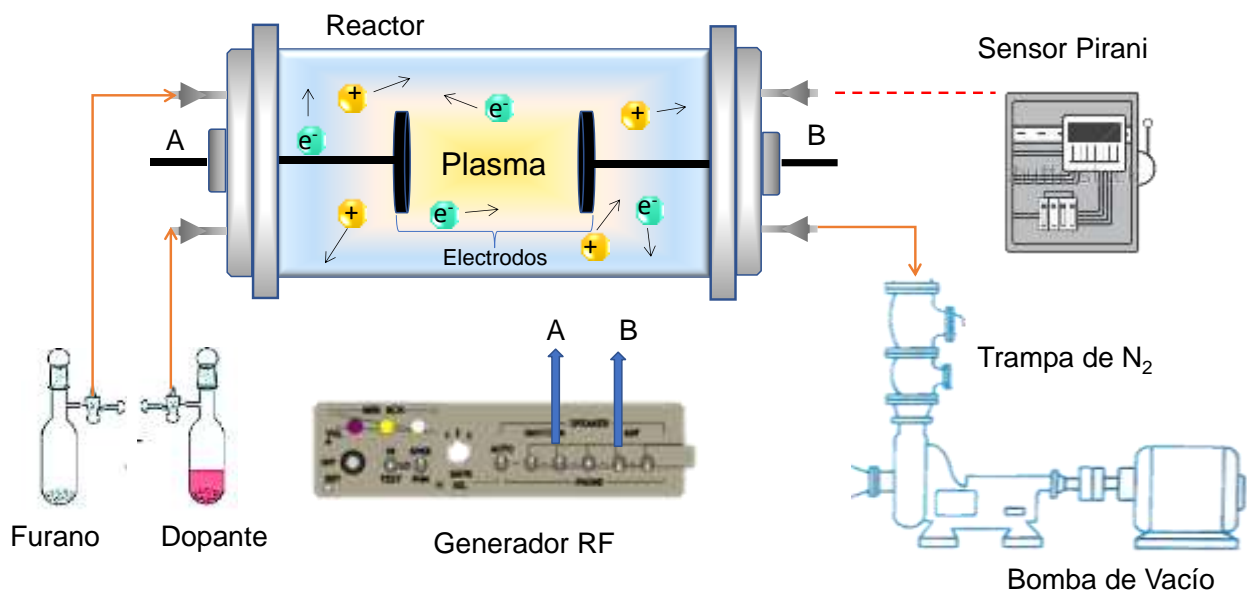 Reactor
Sensor Pirani
A
B
+
e-
+
e-
Plasma
+
e-
+
e-
Electrodos
A
B
Trampa de N₂
Furano
Dopante
Generador RF
Bomba de Vacío